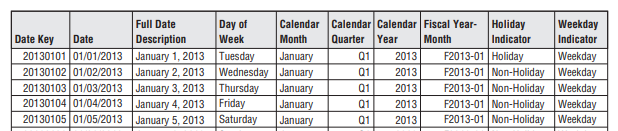 Date Key Date Full Date Description Day of Week Calendar Month Calendar Quarter Calendar Year Fiscal Year-Month Holiday Indicator Weekday Indicator
20130101 01/01/2013 January 1, 2013 Tuesday January Q1 2013 F2013-01 Holiday Weekday
20130102 01/02/2013 January 2, 2013 Wednesday January Q1 2013 F2013-01 Non-Holiday Weekday
20130103 01/03/2013 January 3, 2013 Thursday January Q1 2013 F2013-01 Non-Holiday Weekday
20130104 01/04/2013 January 4, 2013 Friday January Q1 2013 F2013-01 Non-Holiday Weekday
20130105 01/05/2013 January 5, 2013 Saturday January Q1 2013 F2013-01 Non-Holiday Weekday